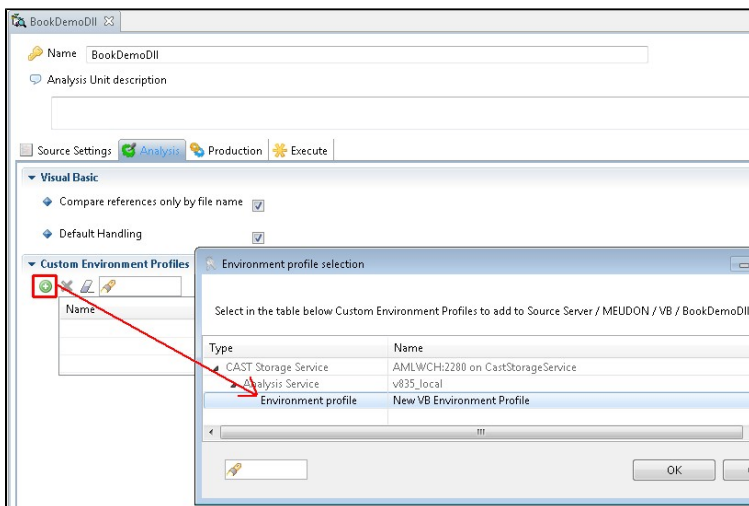 BookDemoDll
Name BookDemoDll
Analysis Unit description
Source Settings Analysis Production Execute
Visual Basic
Compare references only by file name
Default Handling
Custom Environment Profiles
Name
Environment profile selection
Select in the table below Custom Environment Profiles to add to Source Server / MEUDON / VB / BookDemoDll
Type Name
CAST Storage Service AMLWCH:2280 on CastStorageService
Analysis Service v835_local
Environment profile New VB Environment Profile
OK